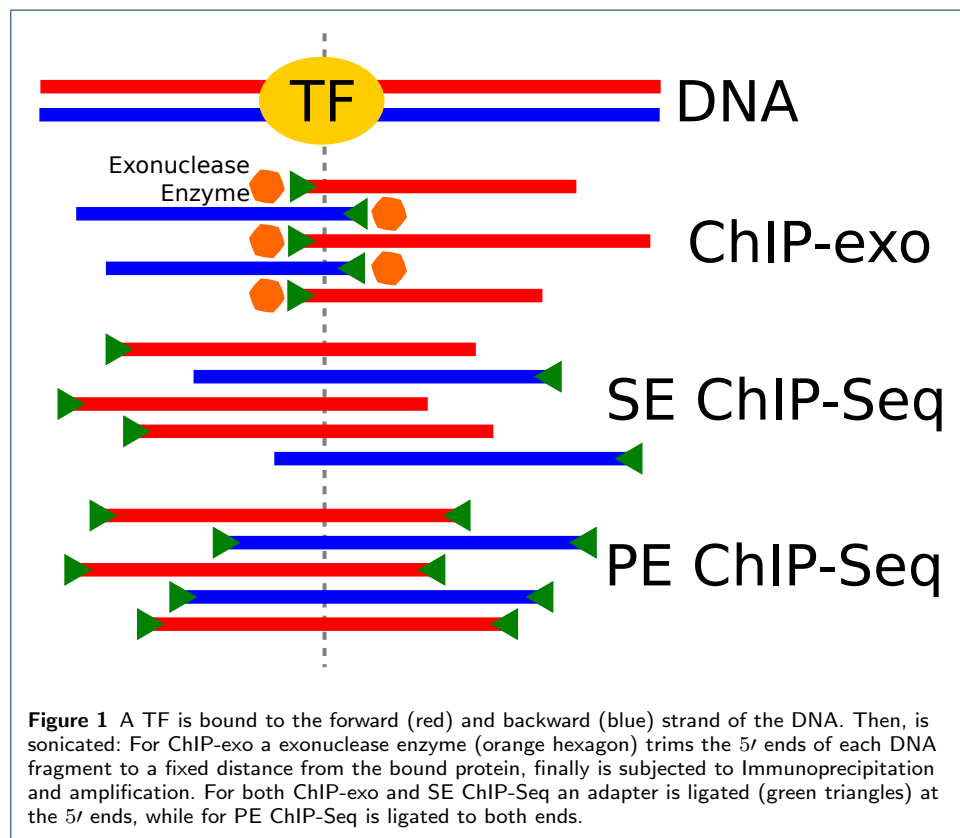 TF
DNA
Exonuclease
Enzyme
ChIP-exo
SE ChIP-Seq
PE ChIP-Seq
Figure 1 A TF is bound to the forward (red) and backward (blue) strand of the DNA. Then, is
sonicated: For ChIP-exo a exonuclease enzyme (orange hexagon) trims the 5′ ends of each DNA
fragment to a fixed distance from the bound protein, finally is subjected to Immunoprecipitation
and amplification. For both ChIP-exo and SE ChIP-Seq an adapter is ligated (green triangles) at
the 5′ ends, while for PE ChIP-Seq is ligated to both ends.